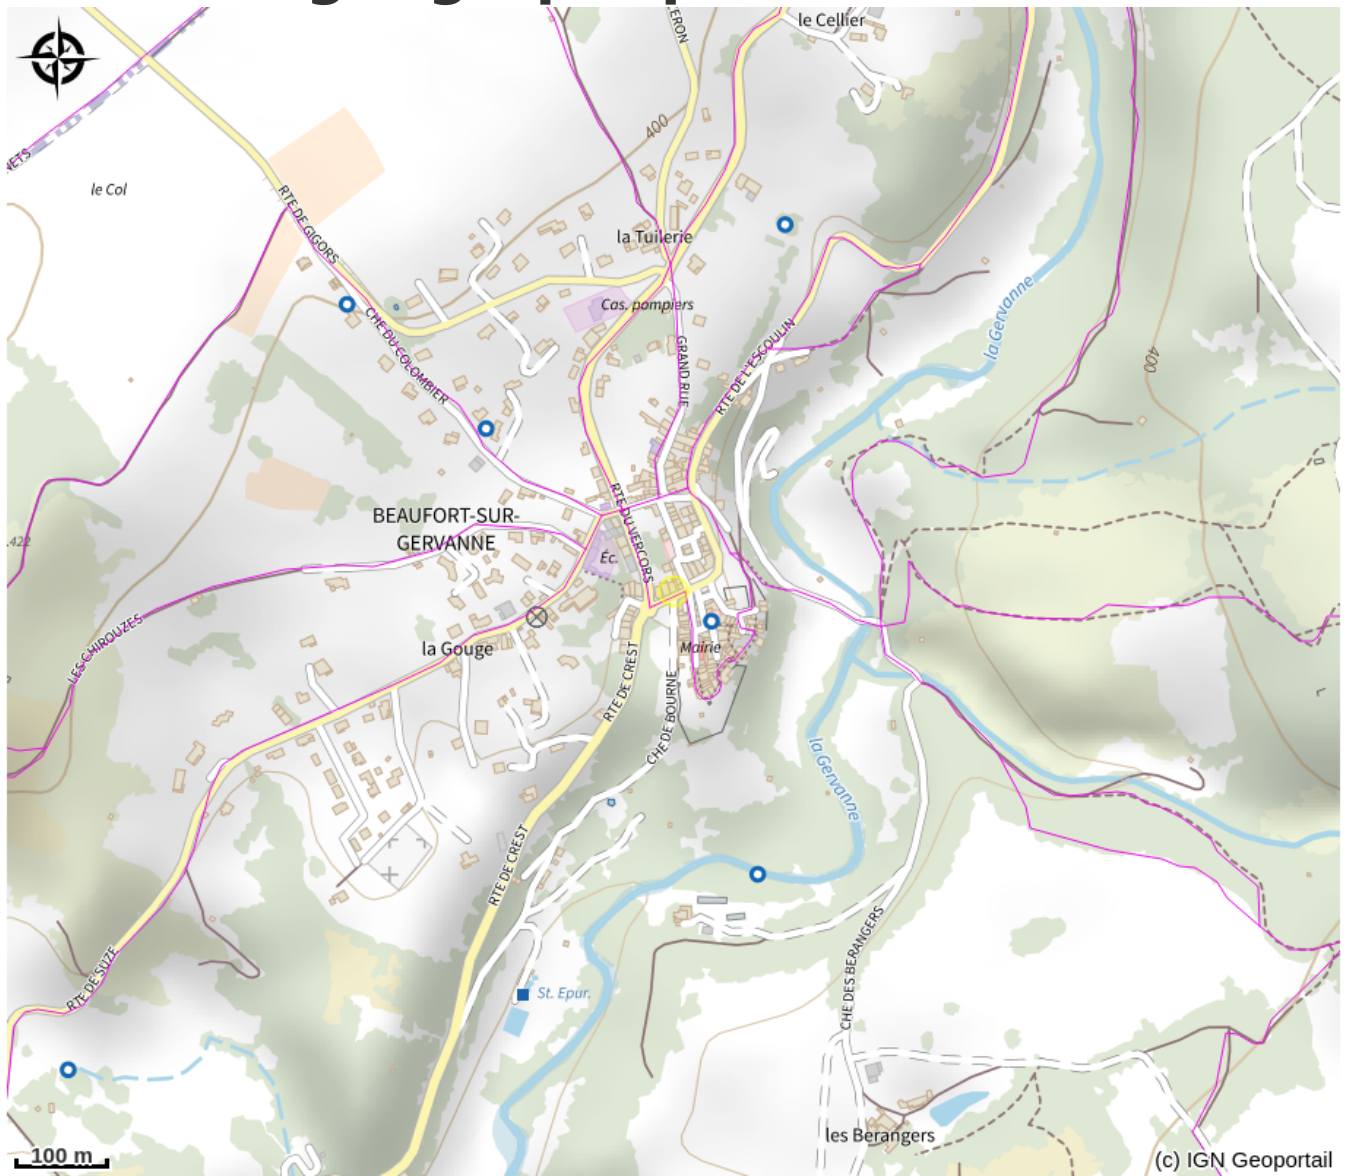 le Cellier
400
le Col
RTE DE GIGORS
la Tuilerie
Cas. pompiers
la Gervanne
CHE DU COLOMBIER
GRAND RUE
RTE DE L'ESCOULIN
400
BEAUFORT-SUR-
GERVANNE
RTE DU VERCORS
Éc.
.422
LES CHIROUZES
la Gouge
Mairie
RTE DE CREST
CHE DE BOURNE
la Gervanne
RTE DE CREST
CHE DES BERANGERS
RTE DE SUZE
St. Epur.
les Berangers
100 m
(c) IGN Geoportail